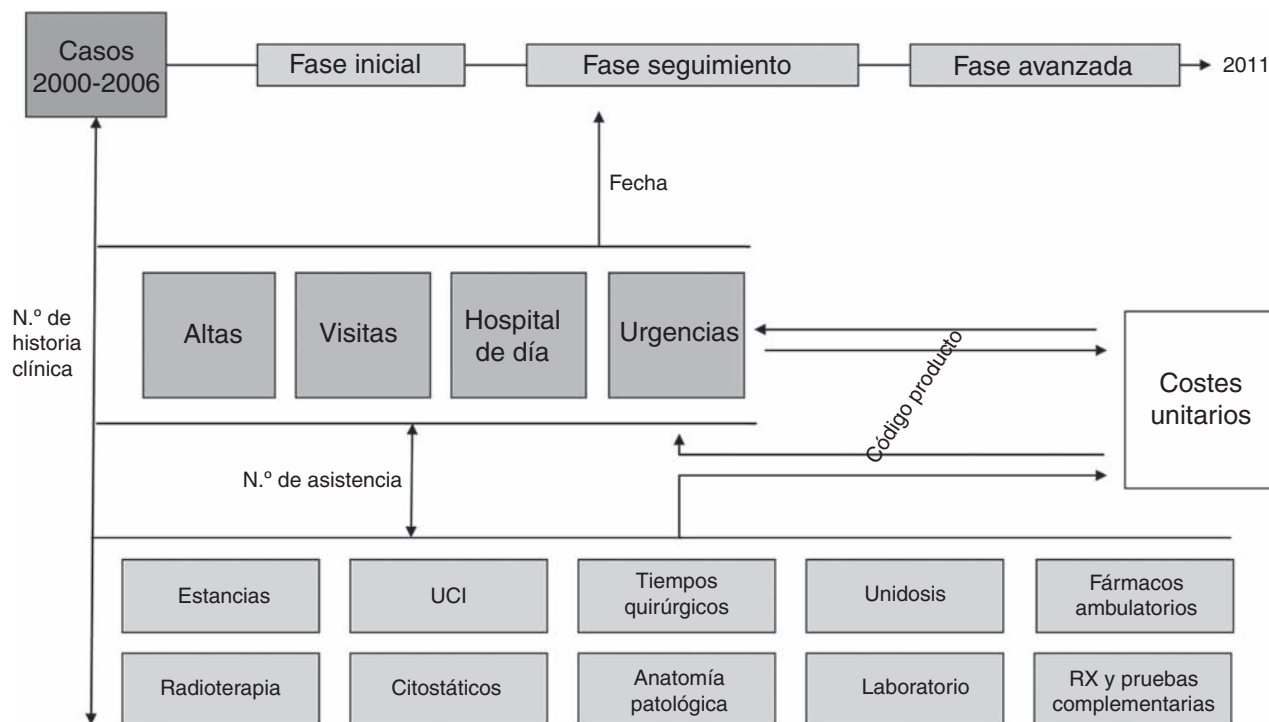 Casos
2000-2006
Fase inicial
Fase seguimiento
Fase avanzada
2011
Fecha
N.º de
historia
clínica
Altas
Visitas
Hospital
de día
Urgencias
Código producto
Costes
unitarios
N.º de asistencia
Estancias
UCI
Tiempos
quirúrgicos
Unidosis
Fármacos
ambulatorios
Radioterapia
Citostáticos
Anatomía
patológica
Laboratorio
RX y pruebas
complementarias